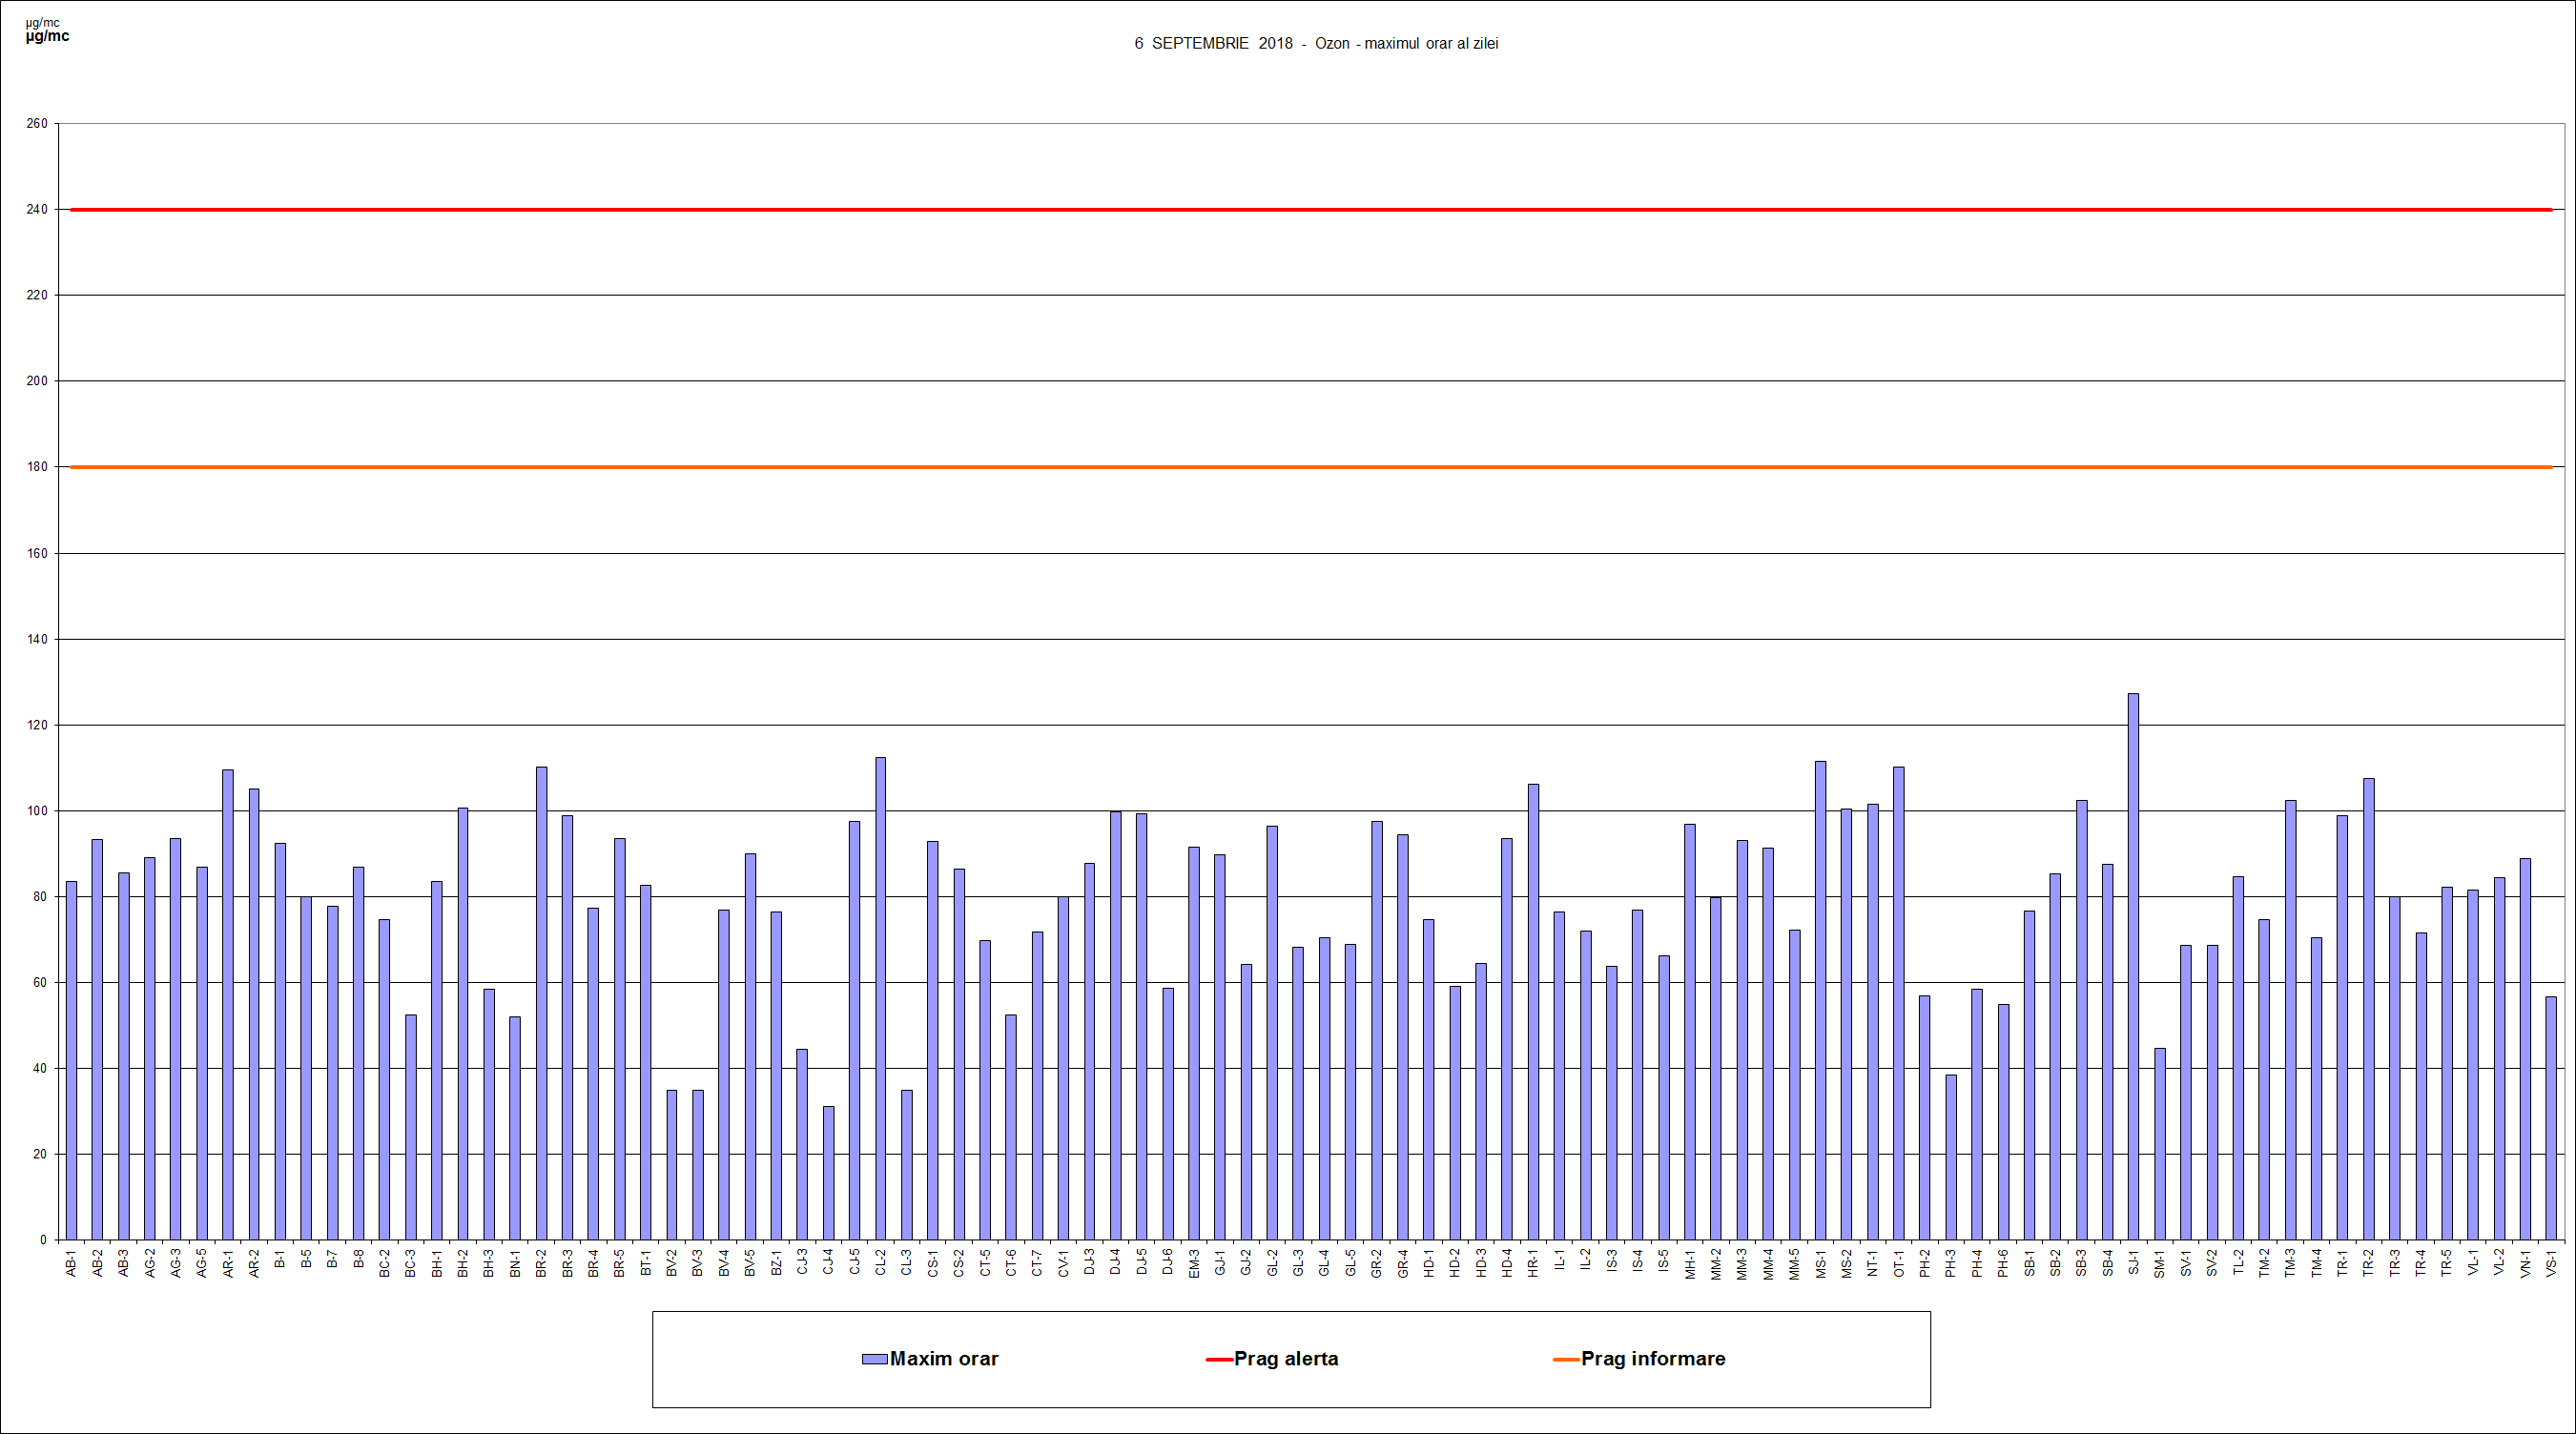 µg/mc
µg/mc
6 SEPTEMBRIE 2018 - Ozon - maximul orar al zilei
260
240
220
200
180
160
140
120
100
80
60
40
20
0
AB-1 AB-2 AB-3 AG-2 AG-3 AG-5 AR-1 AR-2 B-1 B-5 B-7 B-8 BC-2 BC-3 BH-1 BH-2 BH-3 BN-1 BR-2 BR-3 BR-4 BR-5 BT-1 BV-2 BV-3 BV-4 BV-5 BZ-1 CJ-3 CJ-4 CJ-5 CL-2 CL-3 CS-1 CS-2 CT-5 CT-6 CT-7 CV-1 DJ-3 DJ-4 DJ-5 DJ-6 EM-3 GJ-1 GJ-2 GL-2 GL-3 GL-4 GL-5 GR-2 GR-4 HD-1 HD-2 HD-3 HD-4 HR-1 IL-1 IL-2 IS-3 IS-4 IS-5 MH-1 MM-2 MM-3 MM-4 MM-5 MS-1 MS-2 NT-1 OT-1 PH-2 PH-3 PH-4 PH-6 SB-1 SB-2 SB-3 SB-4 SJ-1 SM-1 SV-1 SV-2 TL-2 TM-2 TM-3 TM-4 TR-1 TR-2 TR-3 TR-4 TR-5 VL-1 VL-2 VN-1 VS-1
Maxim orar Prag alerta Prag informare